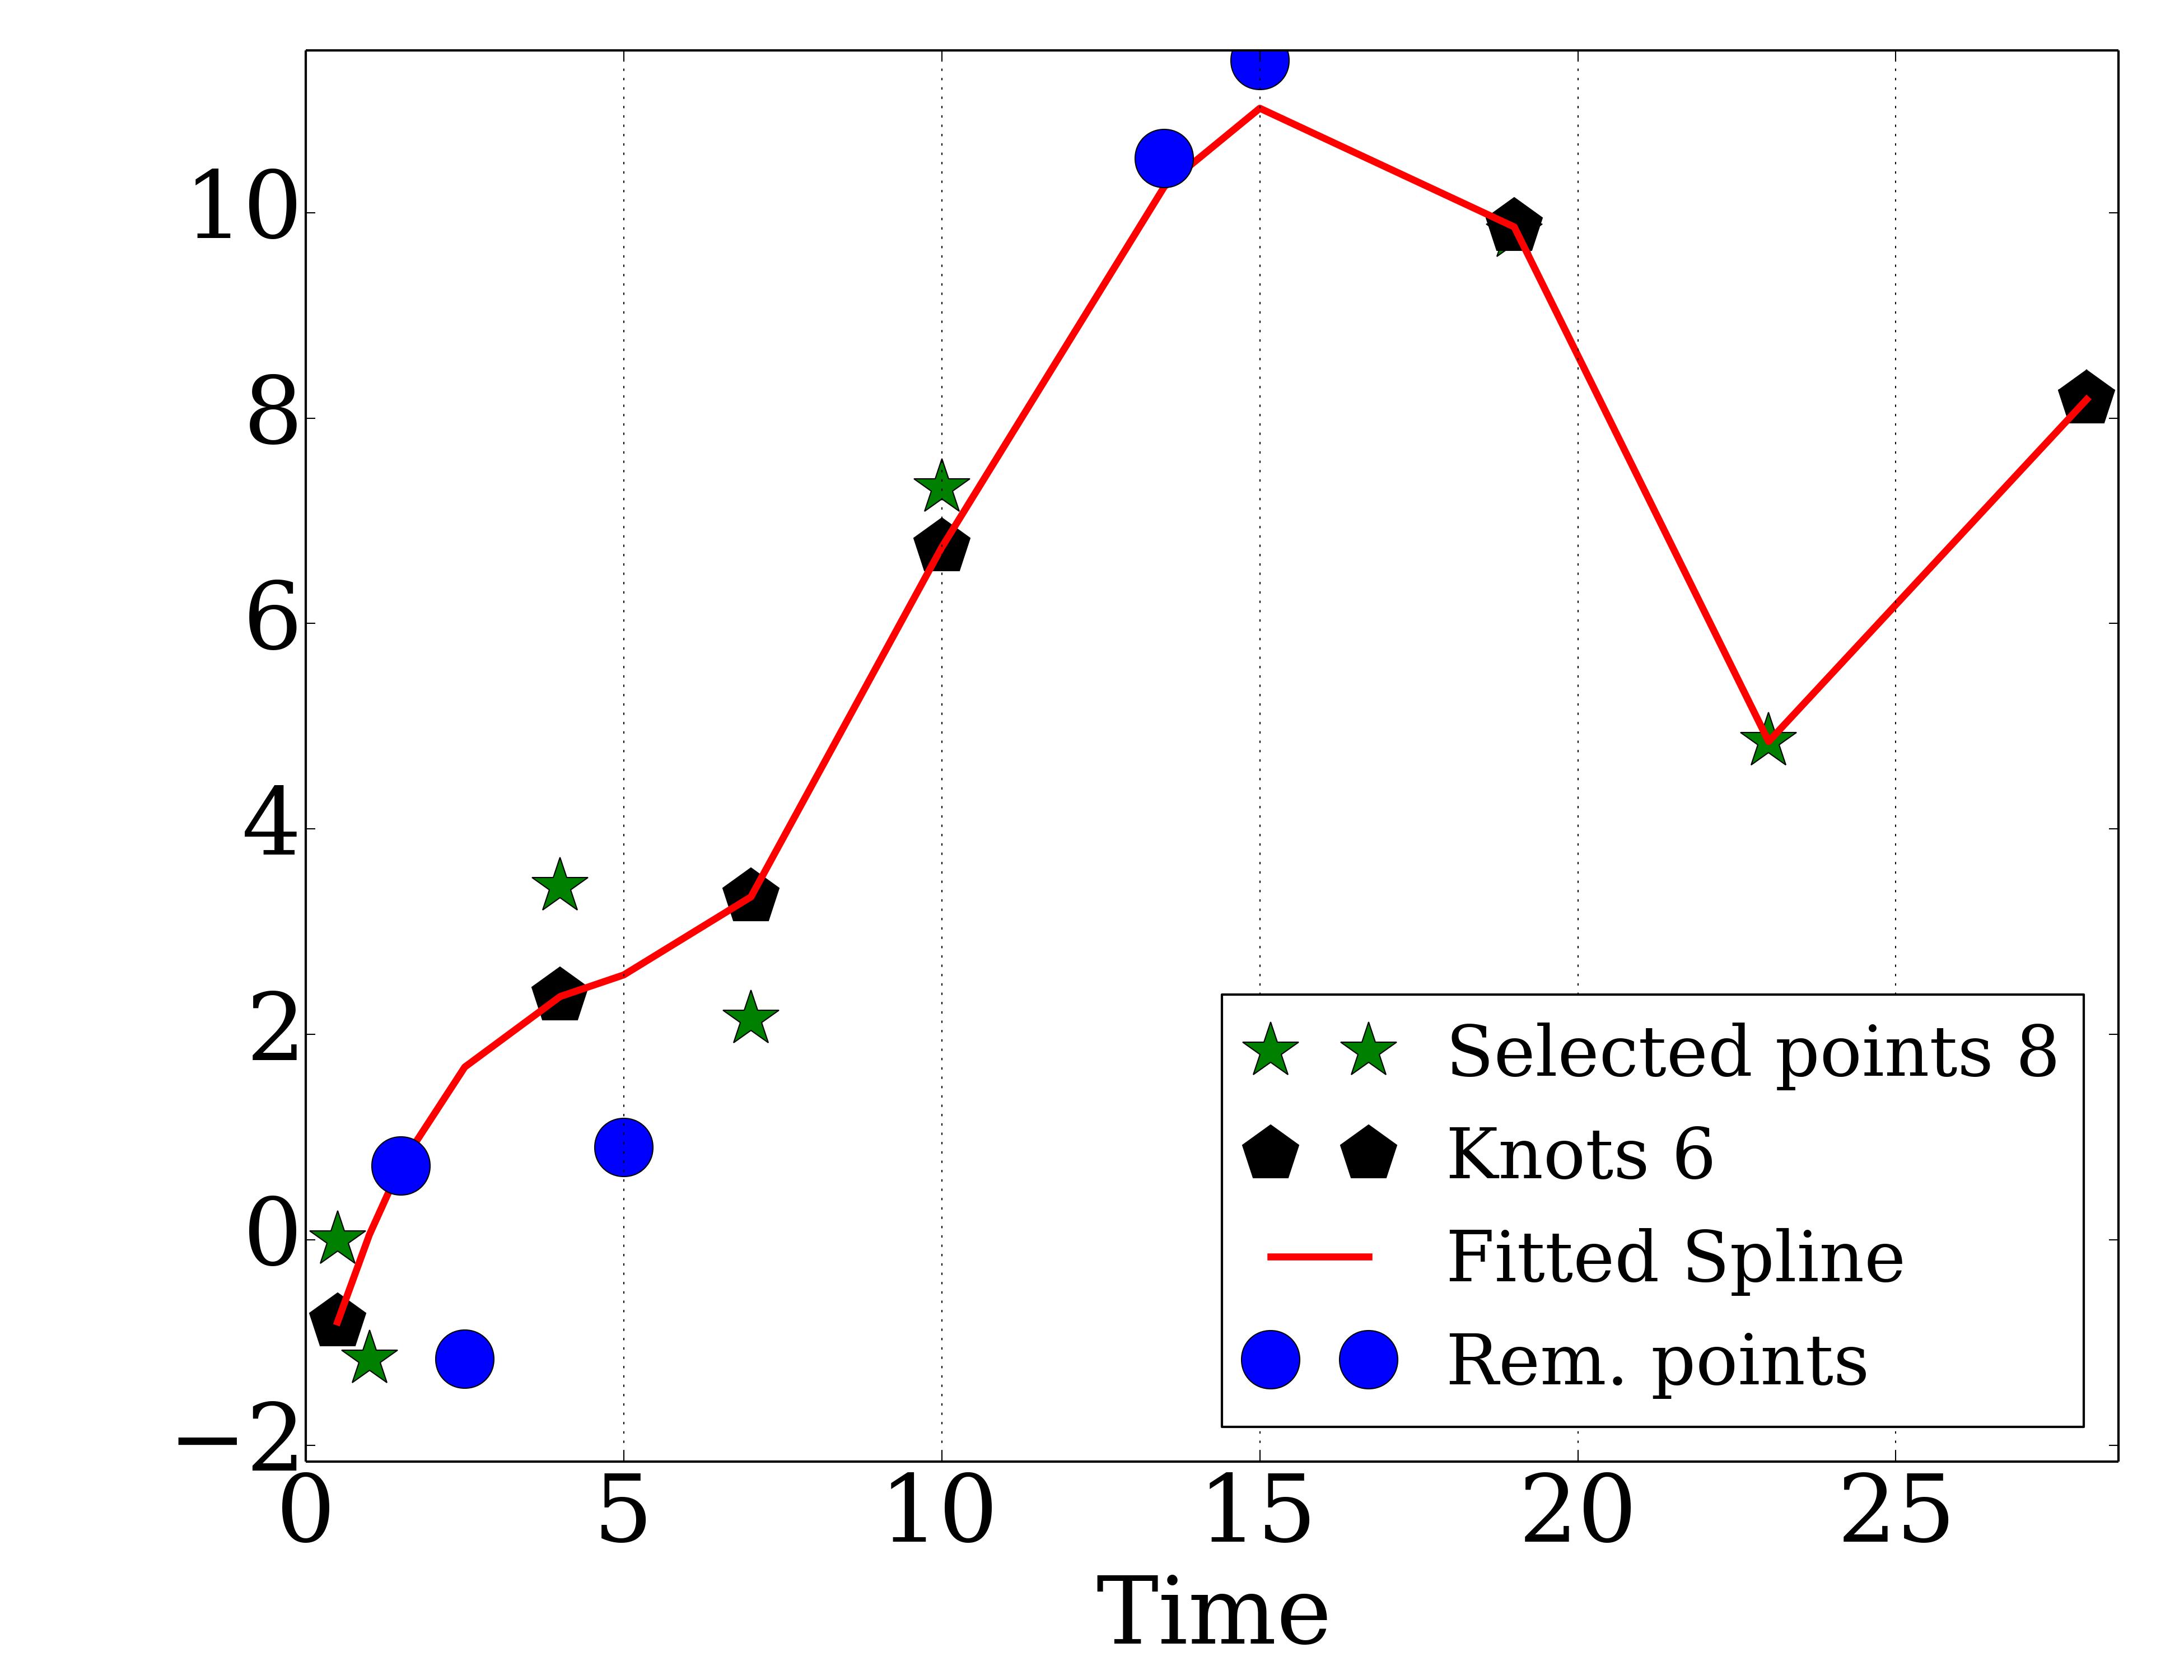 10
8
6
4
2
0
−2
0 5 10 15 20 25
Time
Selected points 8
Knots 6
Fitted Spline
Rem. points